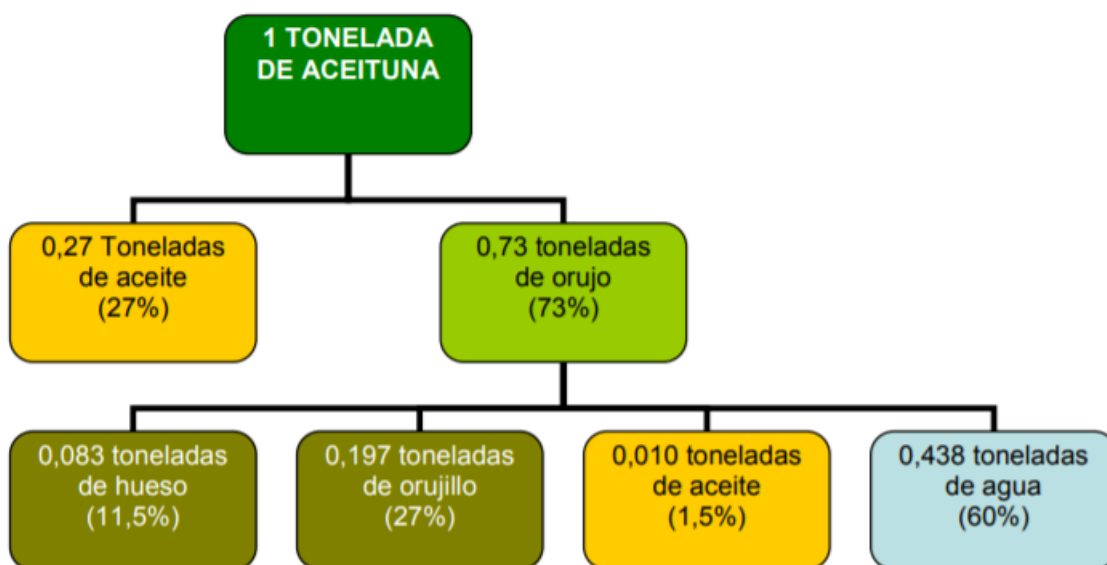 1 TONELADA
DE ACEITUNA
0,27 Toneladas
de aceite
(27%)
0,73 toneladas
de orujo
(73%)
0,083 toneladas
de hueso
(11,5%)
0,197 toneladas
de orujillo
(27%)
0,010 toneladas
de aceite
(1,5%)
0,438 toneladas
de agua
(60%)